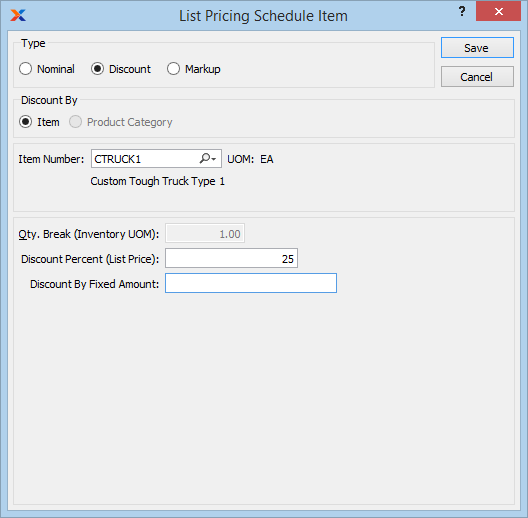 List Pricing Schedule Item
?
Type
Nominal Discount Markup
Save
Cancel
Discount By
Item Product Category
Item Number: CTRUCK1 UOM: EA
Custom Tough Truck Type 1
Qty. Break (Inventory UOM): 1.00
Discount Percent (List Price): 25
Discount By Fixed Amount: